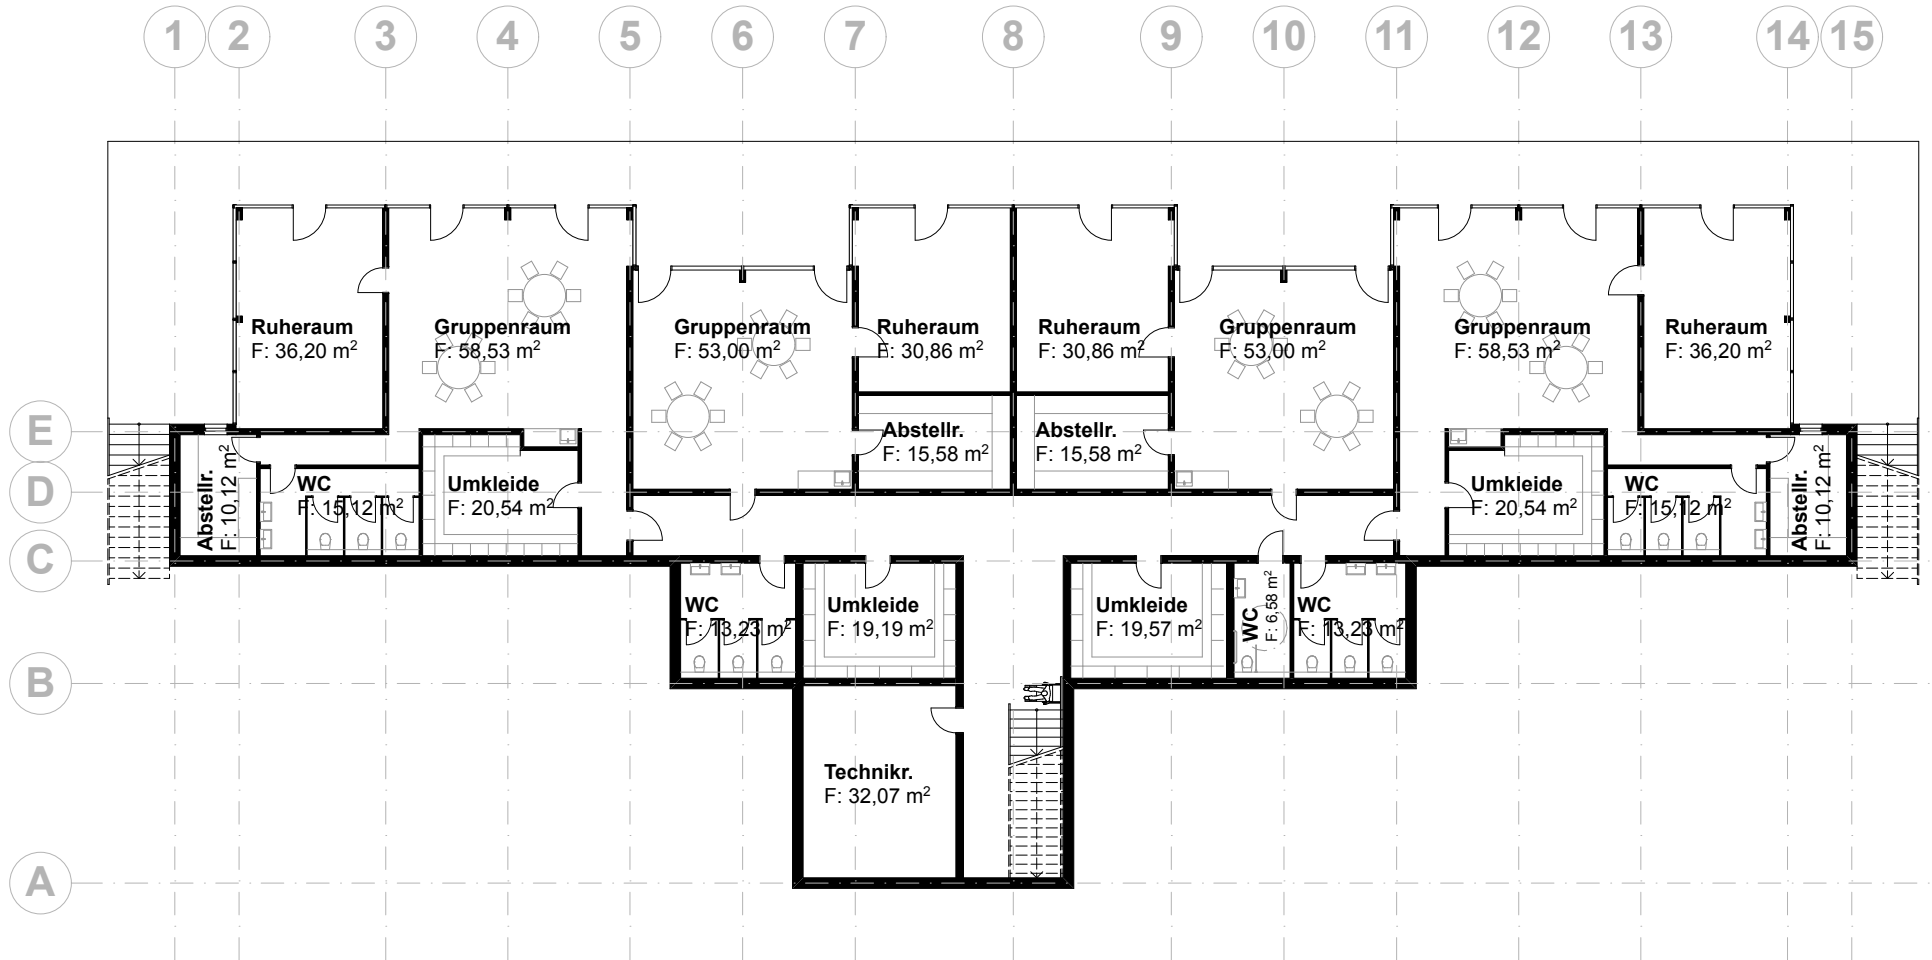 1 2 3 4 5 6 7 8 9 10 11 12 13 14 15
Ruheraum
F: 36,20 m²
Gruppenraum
F: 58,53 m²
Gruppenraum
F: 53,00 m²
Ruheraum
F: 30,86 m²
Ruheraum
F: 30,86 m²
Gruppenraum
F: 53,00 m²
Gruppenraum
F: 58,53 m²
Ruheraum
F: 36,20 m²
E
Abstellr.
F: 15,58 m²
Abstellr.
F: 15,58 m²
D
Abstellr.
F: 10,12 m²
WC
F: 15,12 m²
Umkleide
F: 20,54 m²
Umkleide
F: 20,54 m²
WC
F: 15,12 m²
Abstellr.
F: 10,12 m²
C
WC
F: 13,23 m²
Umkleide
F: 19,19 m²
Umkleide
F: 19,57 m²
WC
F: 6,58 m²
WC
F: 13,23 m²
B
Technikr.
F: 32,07 m²
A